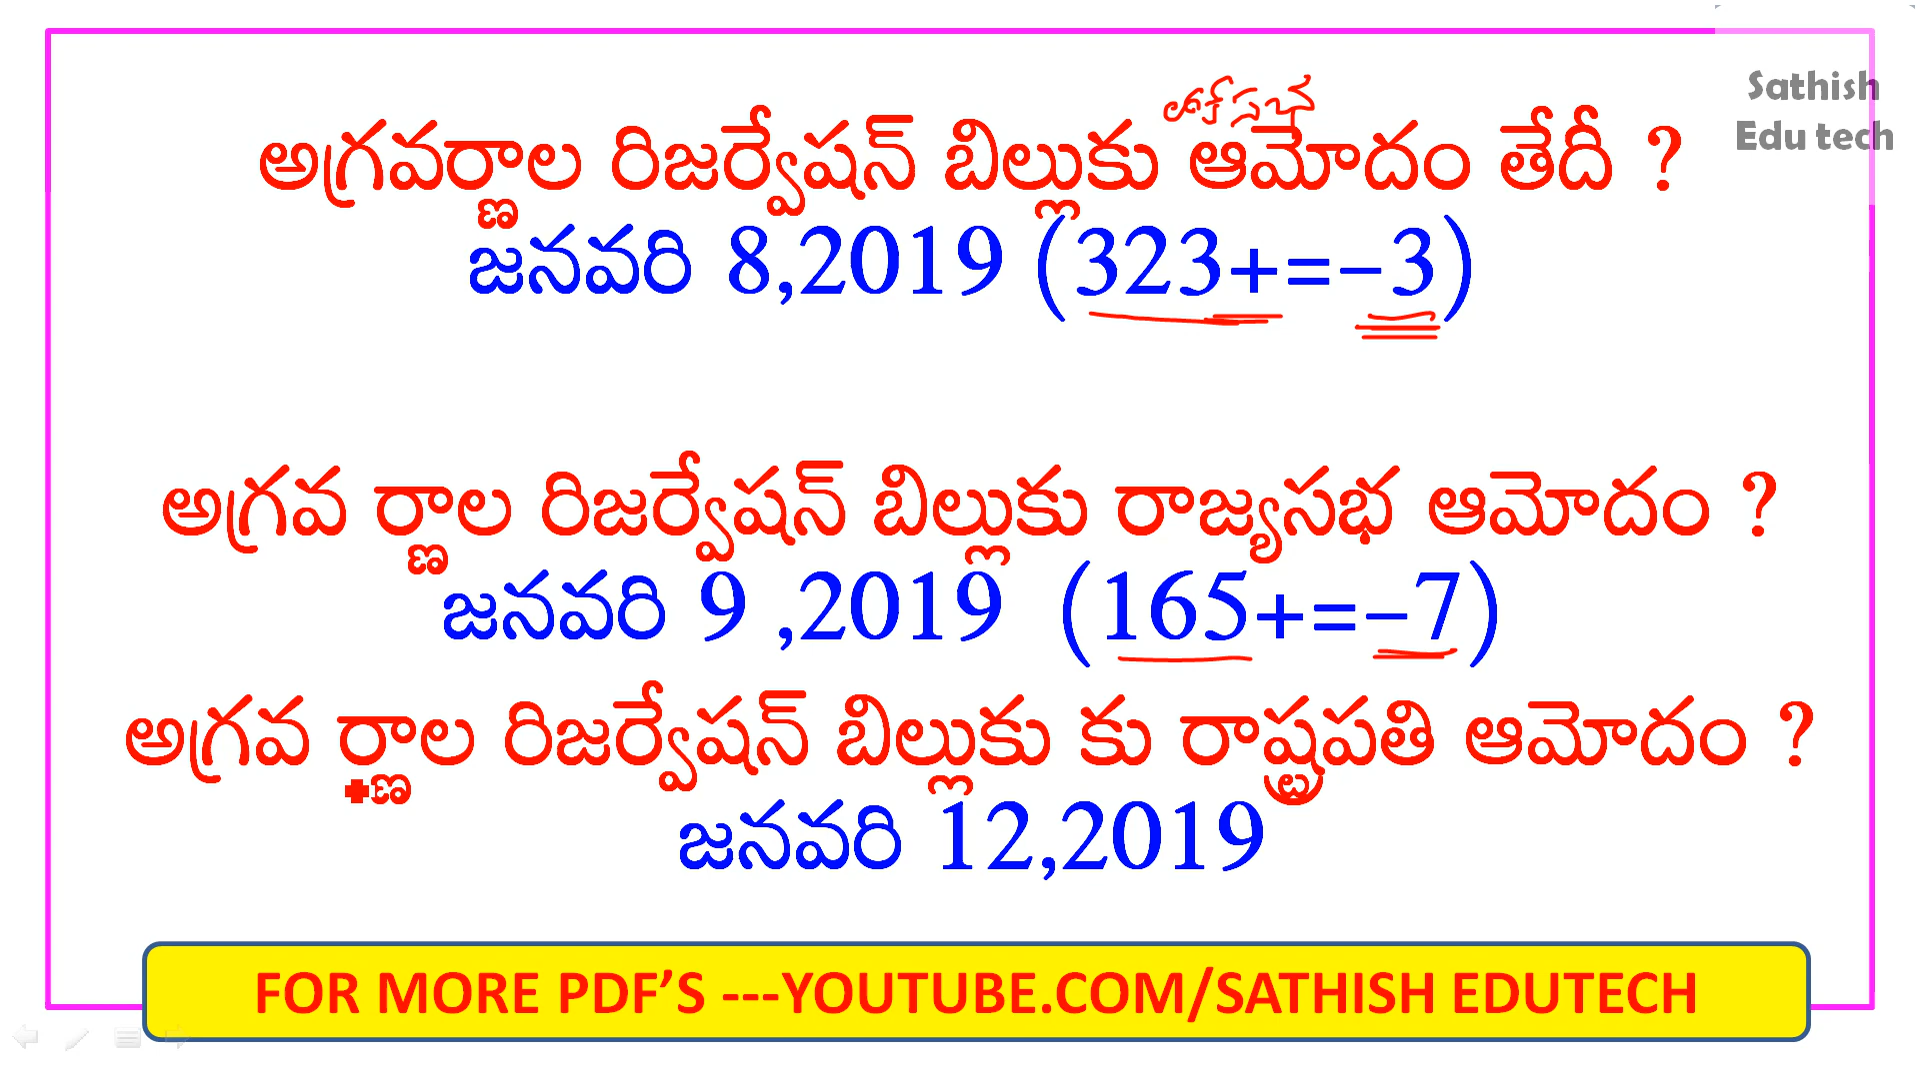 Sathish
Edu tech
లోక్ సభ
అగ్రవర్ణాల రిజర్వేషన్ బిల్లుకు ఆమోదం తేదీ ?
జనవరి 8,2019 (323+=-3)
అగ్రవ ర్ణాల రిజర్వేషన్ బిల్లుకు రాజ్యసభ ఆమోదం ?
జనవరి 9 ,2019 (165+=-7)
అగ్రవ ర్ణాల రిజర్వేషన్ బిల్లుకు కు రాష్ట్రపతి ఆమోదం ?
జనవరి 12,2019
FOR MORE PDF'S ---YOUTUBE.COM/SATHISH EDUTECH